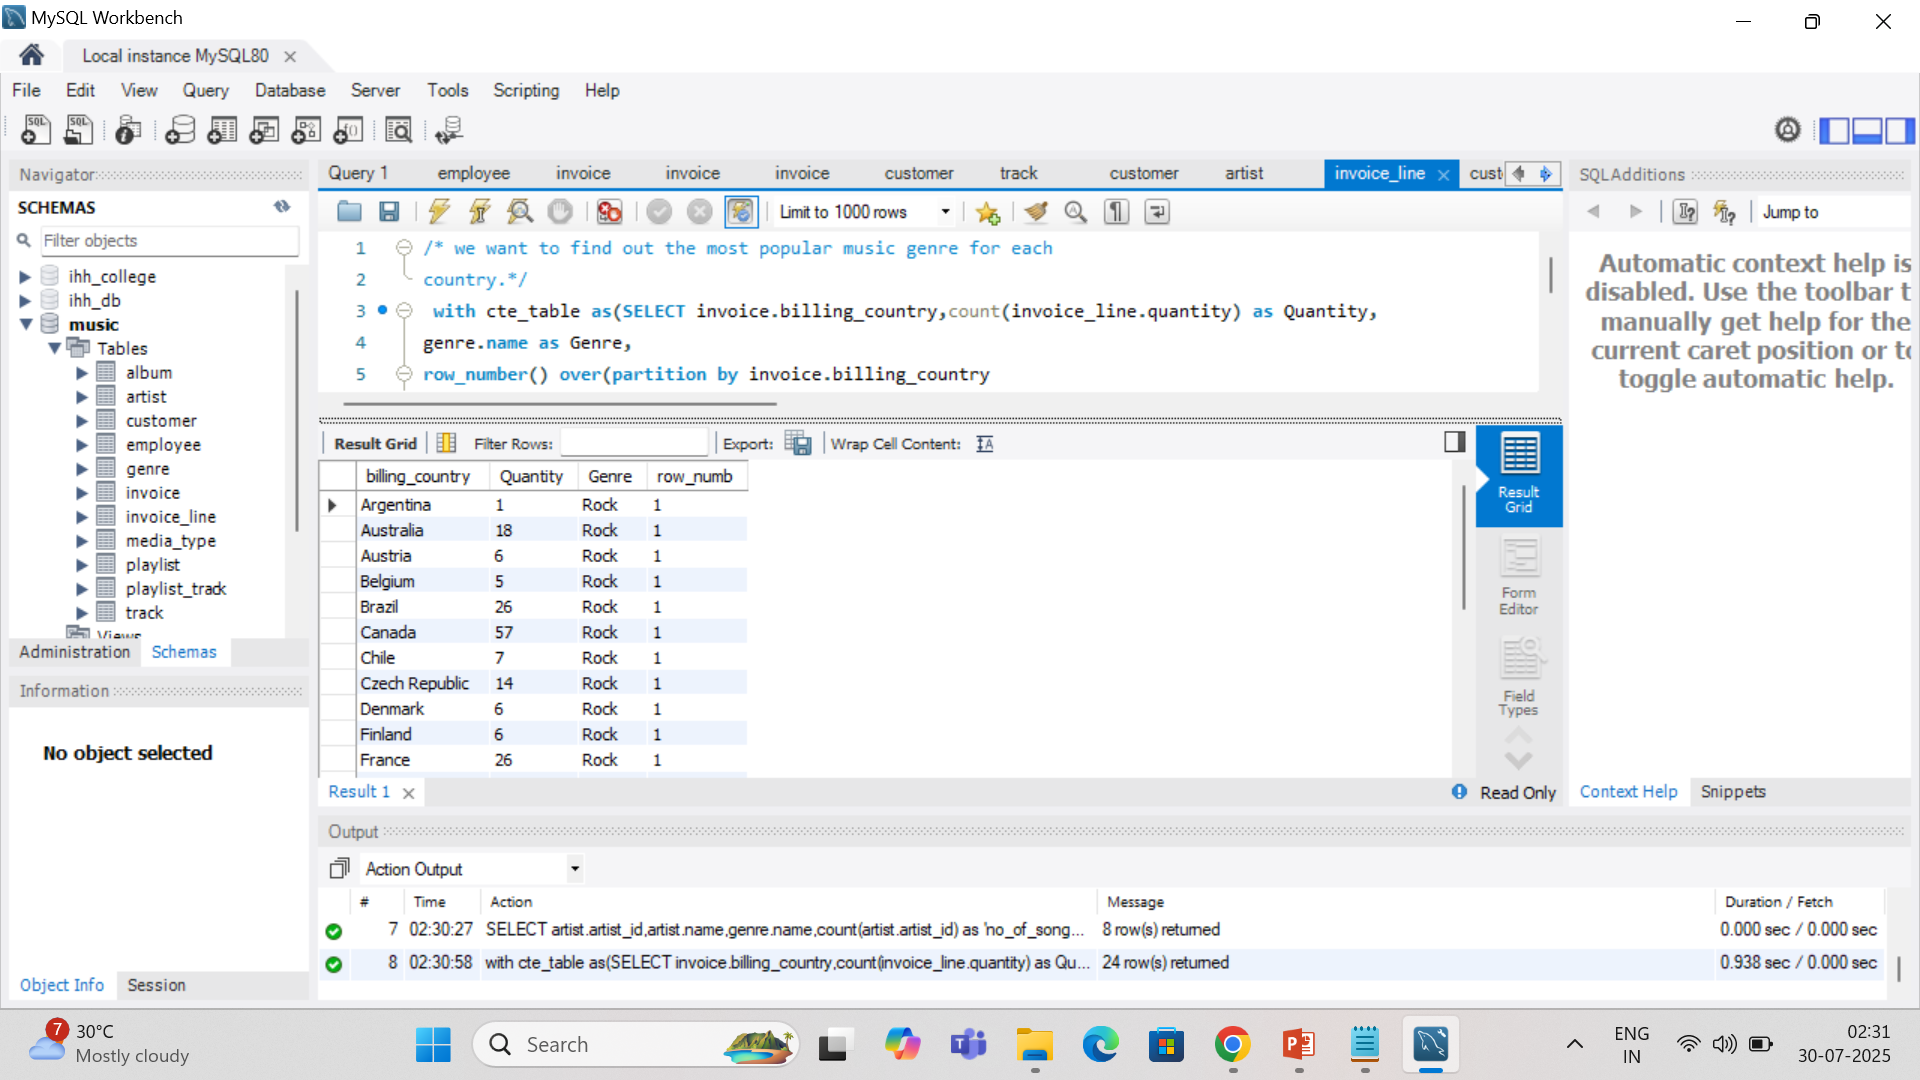 MySQL Workbench
Local instance MySQL80
File Edit View Query Database Server Tools Scripting Help
Navigator
SCHEMAS
Filter objects
ihh_college
ihh_db
music
Tables
album
artist
customer
employee
genre
invoice
invoice_line
media_type
playlist
playlist_track
track
Views
Administration Schemas
Information
No object selected
Object Info Session
Query 1 employee invoice invoice invoice customer track customer artist invoice_line cust
Limit to 1000 rows
1 /* we want to find out the most popular music genre for each
2 country.*/
3 with cte_table as(SELECT invoice.billing_country,count(invoice_line.quantity) as Quantity,
4 genre.name as Genre,
5 row_number() over(partition by invoice.billing_country
Result Grid Filter Rows: Export: Wrap Cell Content:
billing_country Quantity Genre row_numb
Argentina 1 Rock 1
Australia 18 Rock 1
Austria 6 Rock 1
Belgium 5 Rock 1
Brazil 26 Rock 1
Canada 57 Rock 1
Chile 7 Rock 1
Czech Republic 14 Rock 1
Denmark 6 Rock 1
Finland 6 Rock 1
France 26 Rock 1
Result Grid
Form Editor
Field Types
Result 1
Read Only
SQLAdditions
Jump to
Automatic context help is
disabled. Use the toolbar t
manually get help for the
current caret position or to
toggle automatic help.
Context Help Snippets
Output
Action Output
# Time Action Message Duration / Fetch
7 02:30:27 SELECT artist.artist_id,artist.name,genre.name,count(artist.artist_id) as 'no_of_song... 8 row(s) returned 0.000 sec / 0.000 sec
8 02:30:58 with cte_table as(SELECT invoice.billing_country,count(invoice_line.quantity) as Qu... 24 row(s) returned 0.938 sec / 0.000 sec
7
30°C
Mostly cloudy
Search
ENG
IN
02:31
30-07-2025